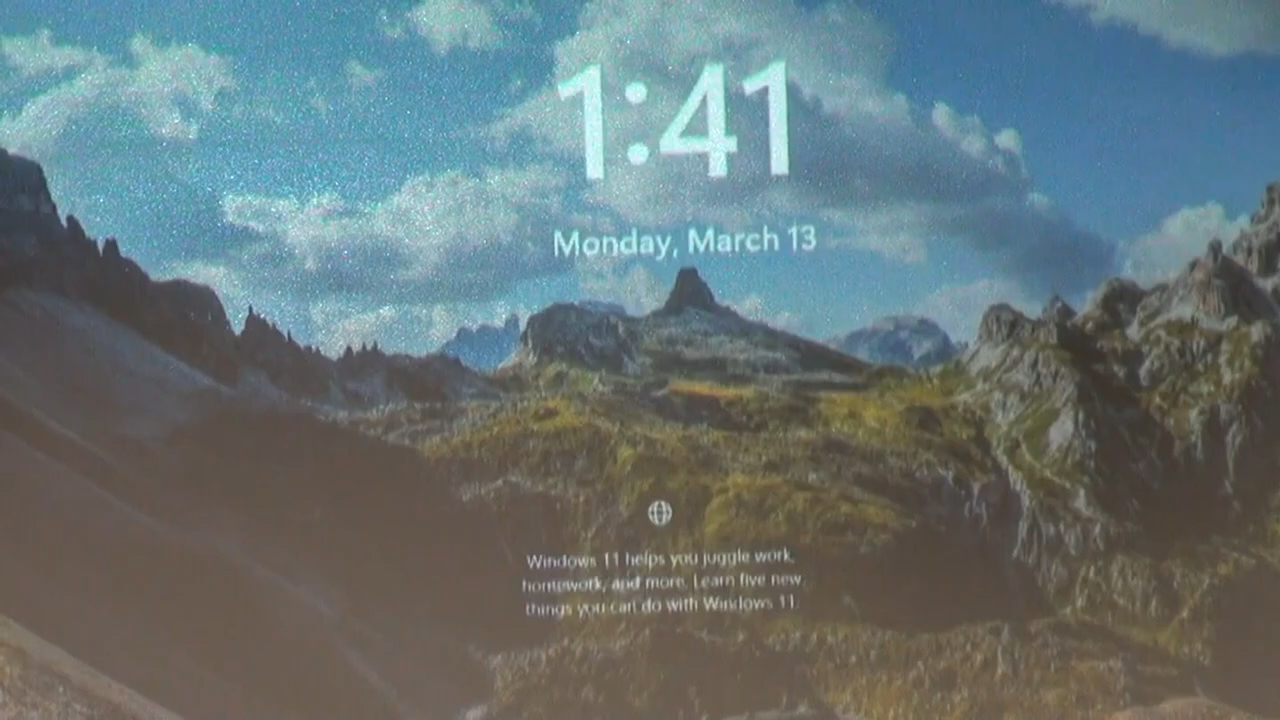 1:41
Monday, March 13
Windows 11 helps you juggle work,
homework, and more. Learn five new
things you can do with Windows 11.